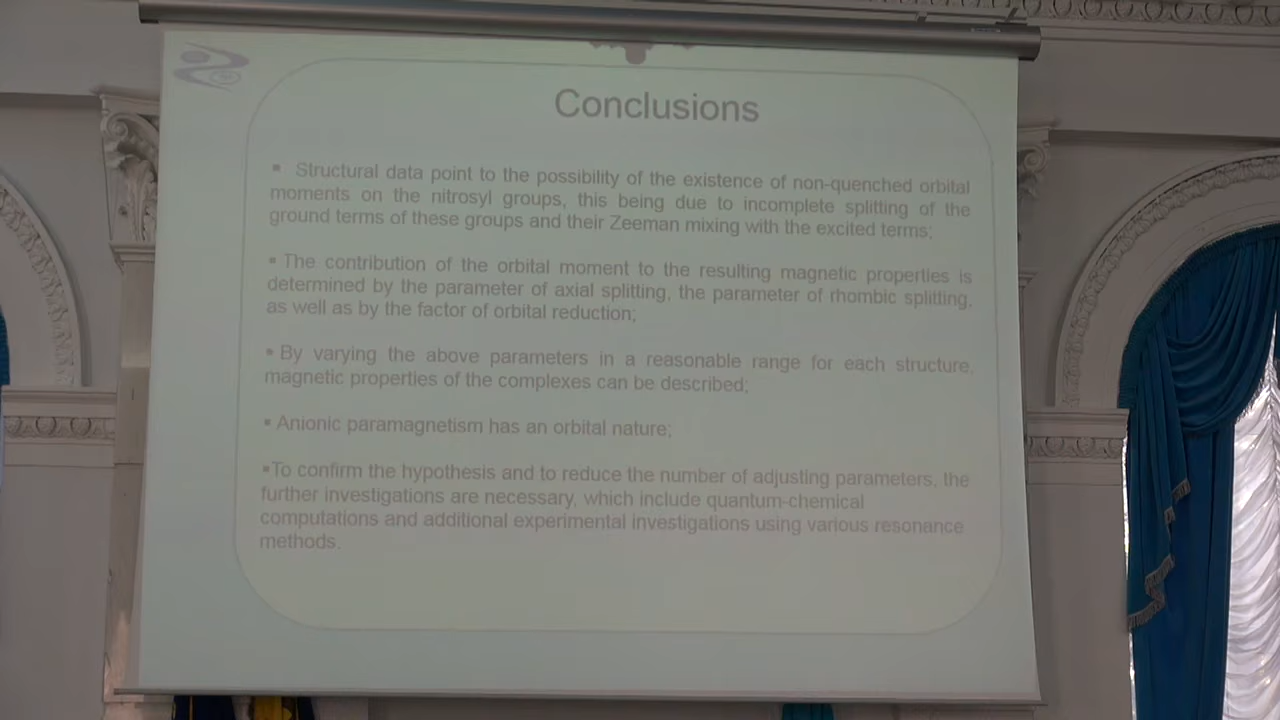 Conclusions
▪ Structural data point to the possibility of the existence of non-quenched orbital
moments on the nitrosyl groups, this being due to incomplete splitting of the
ground terms of these groups and their Zeeman mixing with the excited terms;
▪ The contribution of the orbital moment to the resulting magnetic properties is
determined by the parameter of axial splitting, the parameter of rhombic splitting,
as well as by the factor of orbital reduction;
▪ By varying the above parameters in a reasonable range for each structure,
magnetic properties of the complexes can be described;
▪ Anionic paramagnetism has an orbital nature;
▪To confirm the hypothesis and to reduce the number of adjusting parameters, the
further investigations are necessary, which include quantum-chemical
computations and additional experimental investigations using various resonance
methods.